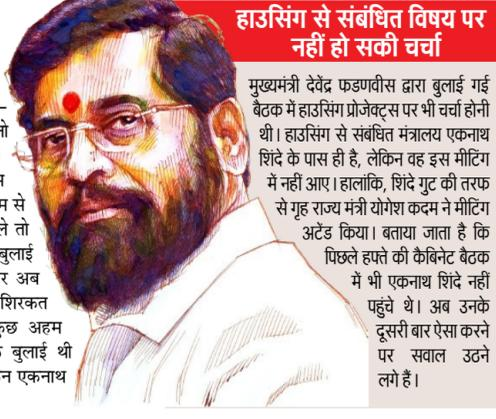 हाउसिंग से संबंधित विषय पर
नहीं हो सकी चर्चा
मुख्यमंत्री देवेंद्र फडणवीस द्वारा बुलाई गई
बैठक में हाउसिंग प्रोजेक्ट्स पर भी चर्चा होनी
थी। हाउसिंग से संबंधित मंत्रालय एकनाथ
शिंदे के पास ही है, लेकिन वह इस मीटिंग
में नहीं आए। हालांकि, शिंदे गुट की तरफ
से गृह राज्य मंत्री योगेश कदम ने मीटिंग
अटेंड किया। बताया जाता है कि
पिछले हफ्ते की कैबिनेट बैठक
में भी एकनाथ शिंदे नहीं
पहुंचे थे। अब उनके
दूसरी बार ऐसा करने
पर सवाल उठने
लगे हैं।
से
तो
बुलाई
अब
शिरकत
अहम
बुलाई थी
एकनाथ